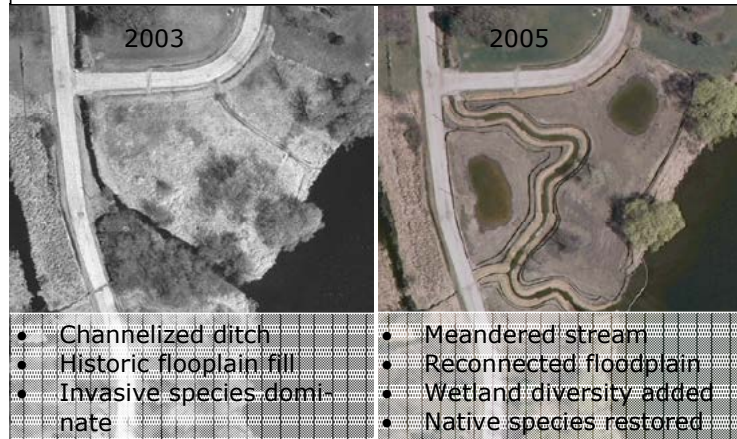 2003
• Channelized ditch
• Historic flooplain fill
• Invasive species domi-
nate
2005
• Meandered stream
• Reconnected floodplain
• Wetland diversity added
• Native species restored